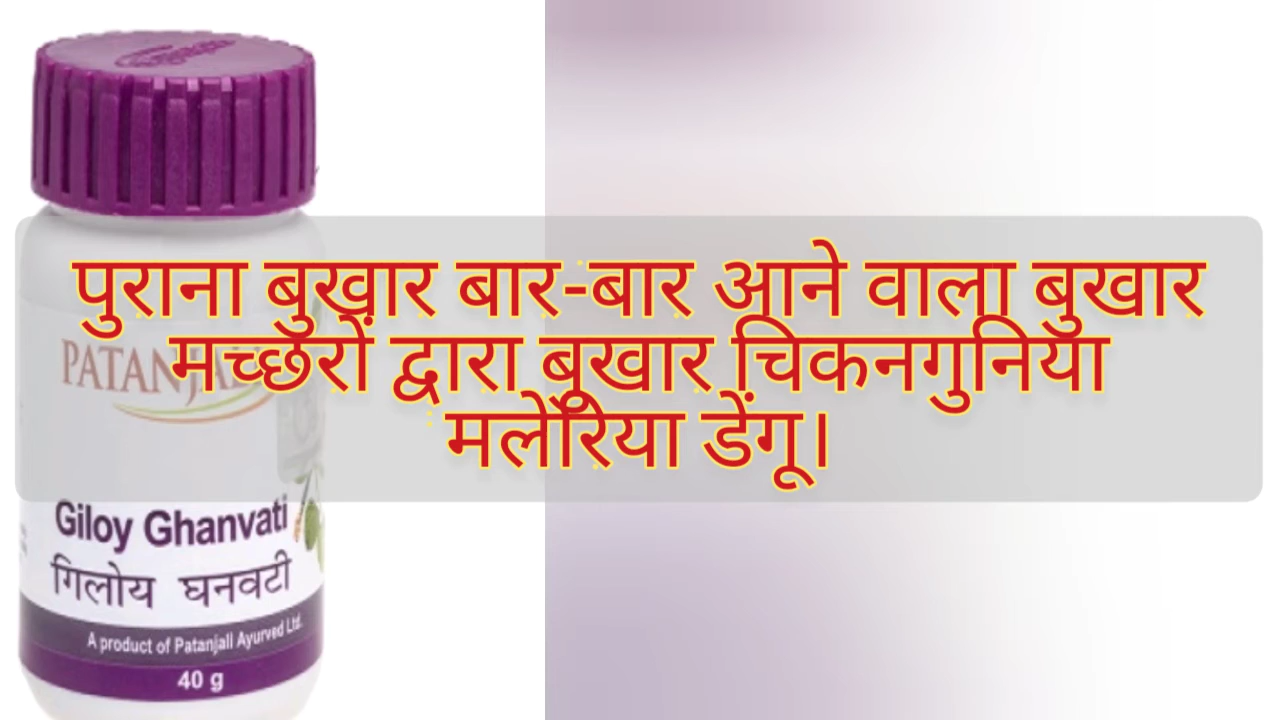 पुराना बुखार बार-बार आने वाला बुखार
मच्छरों द्वारा बुखार चिकनगुनिया
मलेरिया डेंगू।
PATANJALI
Giloy Ghanvati
गिलोय घनवटी
A product of Patanjali Ayurved Ltd.
40 g